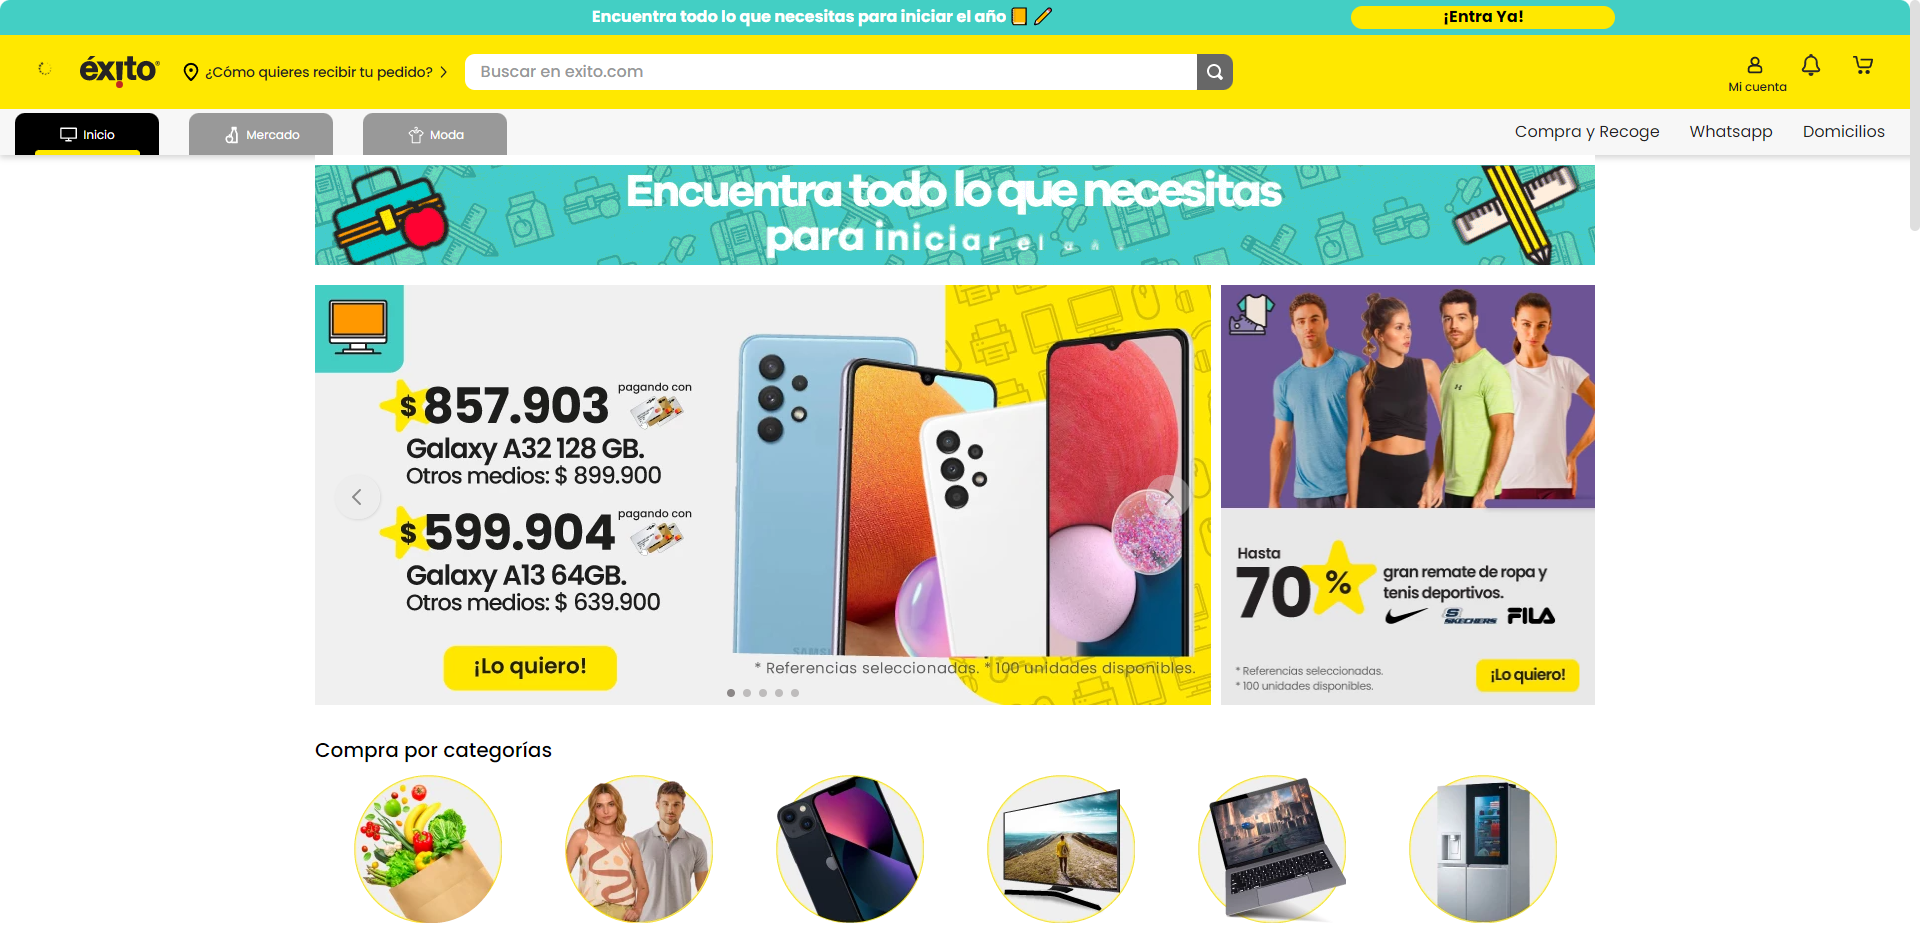 Encuentra todo lo que necesitas para iniciar el año
¡Entra Ya!
éxito
¿Cómo quieres recibir tu pedido?
Buscar en exito.com
Mi cuenta
Inicio
Mercado
Moda
Compra y Recoge
Whatsapp
Domicilios
Encuentra todo lo que necesitas
para iniciar el añ
$857.903 pagando con
Galaxy A32 128 GB.
Otros medios: $ 899.900
$599.904 pagando con
Galaxy A13 64GB.
Otros medios: $ 639.900
¡Lo quiero!
SAMS
* Referencias seleccionadas. * 100 unidades disponibles.
Hasta
70%
gran remate de ropa y
tenis deportivos.
SKECHERS FILA
* Referencias seleccionadas.
* 100 unidades disponibles.
¡Lo quiero!
Compra por categorías